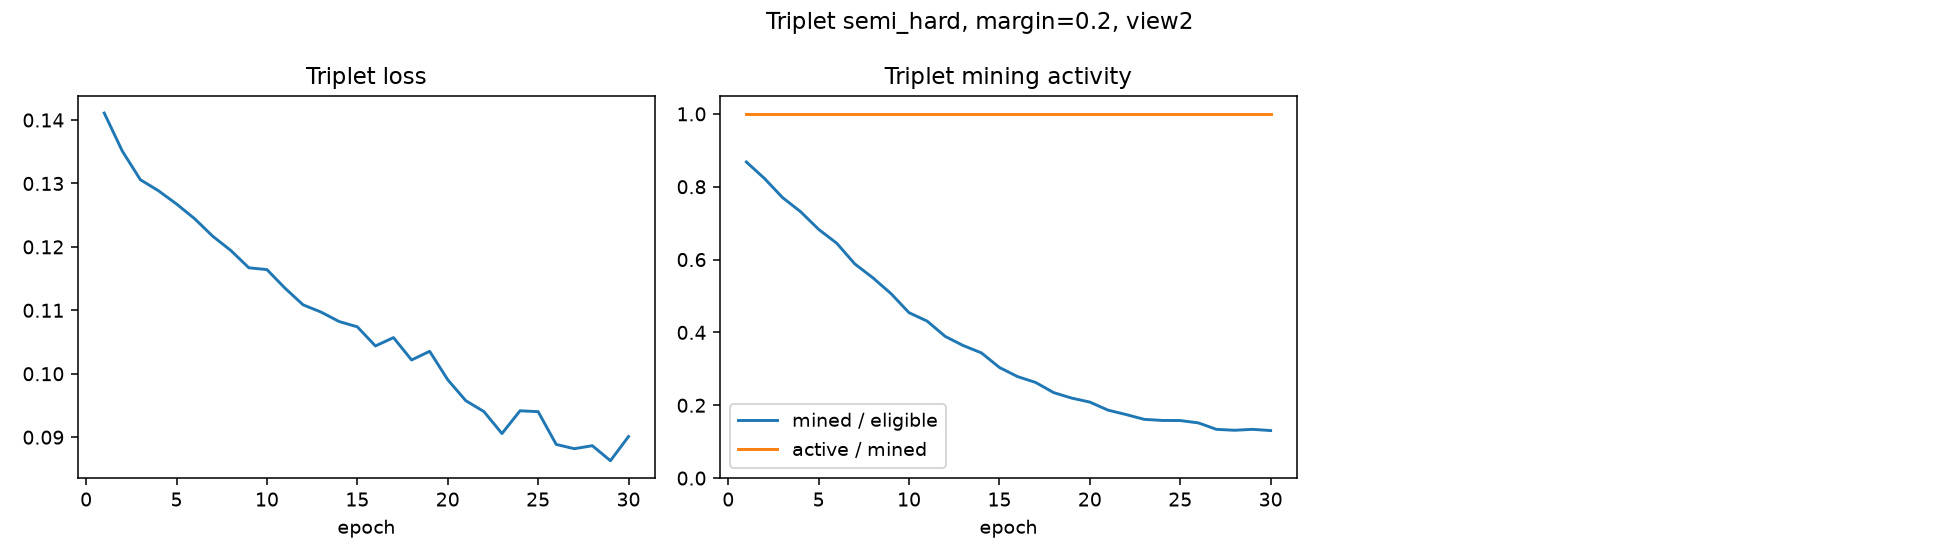 Triplet semi_hard, margin=0.2, view2
Triplet loss
0.14
0.13
0.12
0.11
0.10
0.09
0 5 10 15 20 25 30
epoch
Triplet mining activity
1.0
0.8
0.6
0.4
0.2
0.0
mined / eligible
active / mined
0 5 10 15 20 25 30
epoch